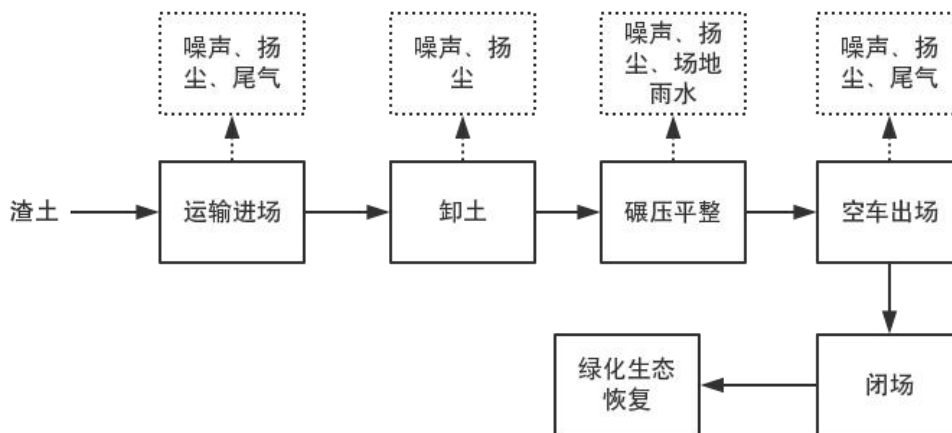 噪声、扬
尘、尾气
噪声、扬
尘
噪声、扬
尘、场地
雨水
噪声、扬
尘、尾气
渣土
运输进场
卸土
碾压平整
空车出场
绿化生态
恢复
闭场